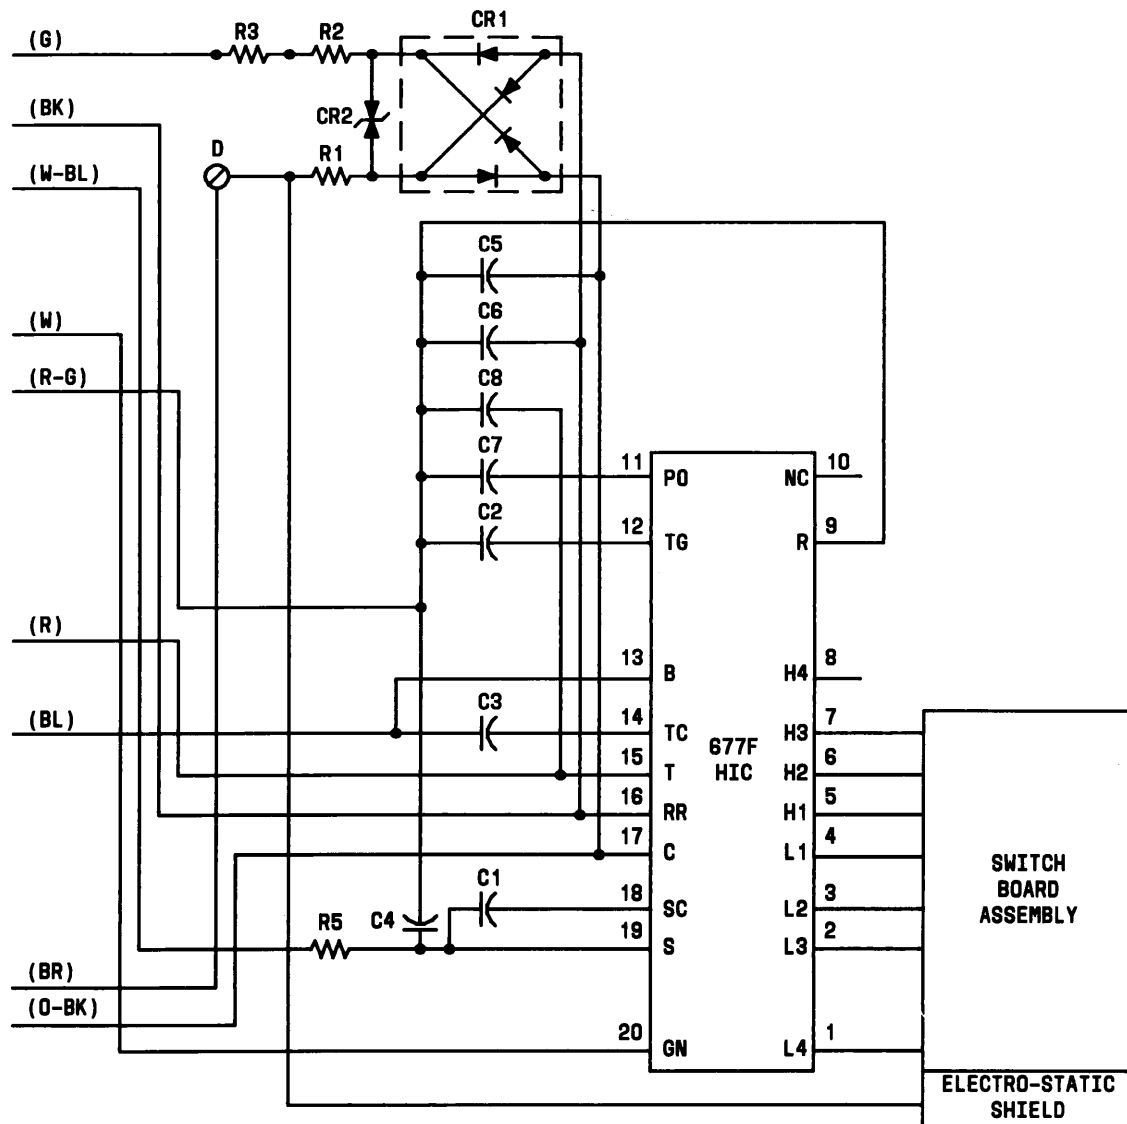 CR1
(G)
R3
R2
(BK)
CR2
D
R1
(W-BL)
C5
(W)
C6
(R-G)
C8
C7
11
PO
NC
10
C2
12
TG
R
9
(R)
13
B
H4
8
(BL)
C3
14
TC
H3
7
677F
HIC
15
T
H2
6
16
RR
H1
5
17
C
L1
4
SWITCH
BOARD
ASSEMBLY
C1
18
SC
L2
3
R5
C4
19
S
L3
2
(BR)
(O-BK)
20
GN
L4
1
ELECTRO-STATIC
SHIELD